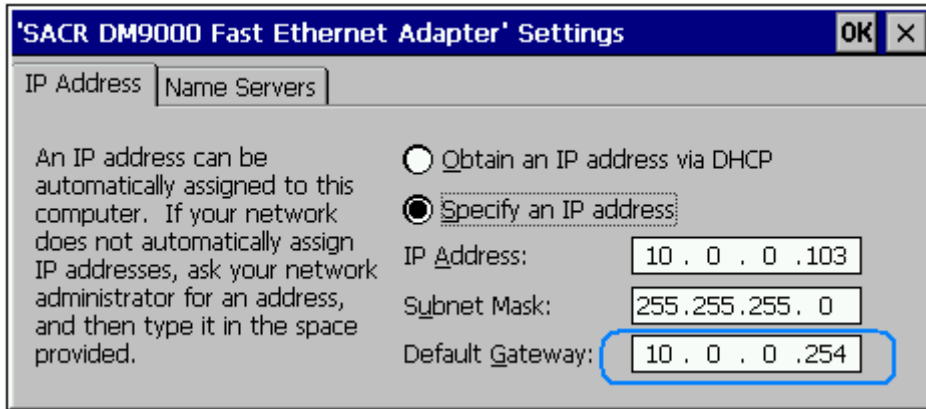 'SACR DM9000 Fast Ethernet Adapter' Settings
OK ×
IP Address
Name Servers
An IP address can be
automatically assigned to this
computer. If your network
does not automatically assign
IP addresses, ask your network
administrator for an address,
and then type it in the space
provided.
Obtain an IP address via DHCP
Specify an IP address
IP Address: 10 . 0 . 0 .103
Subnet Mask: 255.255.255. 0
Default Gateway: 10 . 0 . 0 .254